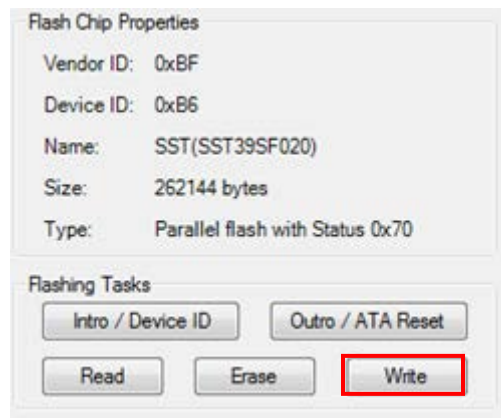 Flash Chip Properties
Vendor ID: 0xBF
Device ID: 0xB6
Name: SST(SST39SF020)
Size: 262144 bytes
Type: Parallel flash with Status 0x70
Flashing Tasks
Intro / Device ID Outro / ATA Reset
Read Erase Write